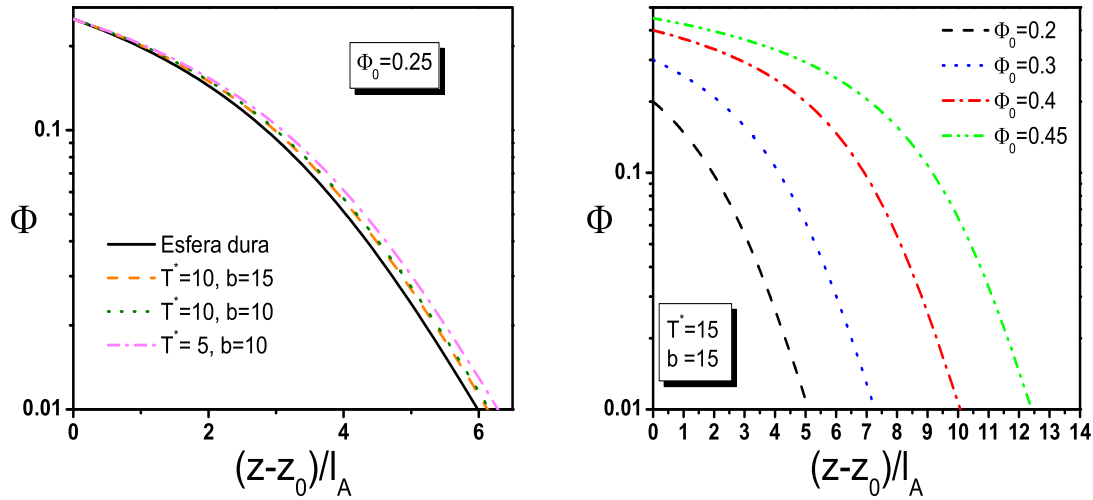 Φ₀=0.25
0.1
Φ
Esfera dura
T*=10, b=15
T*=10, b=10
T*= 5, b=10
0.01
0 2 4 6
(z-z₀)/l_A
Φ₀=0.2
Φ₀=0.3
Φ₀=0.4
Φ₀=0.45
0.1
Φ
T*=15
b =15
0.01
0 1 2 3 4 5 6 7 8 9 10 11 12 13 14
(z-z₀)/l_A